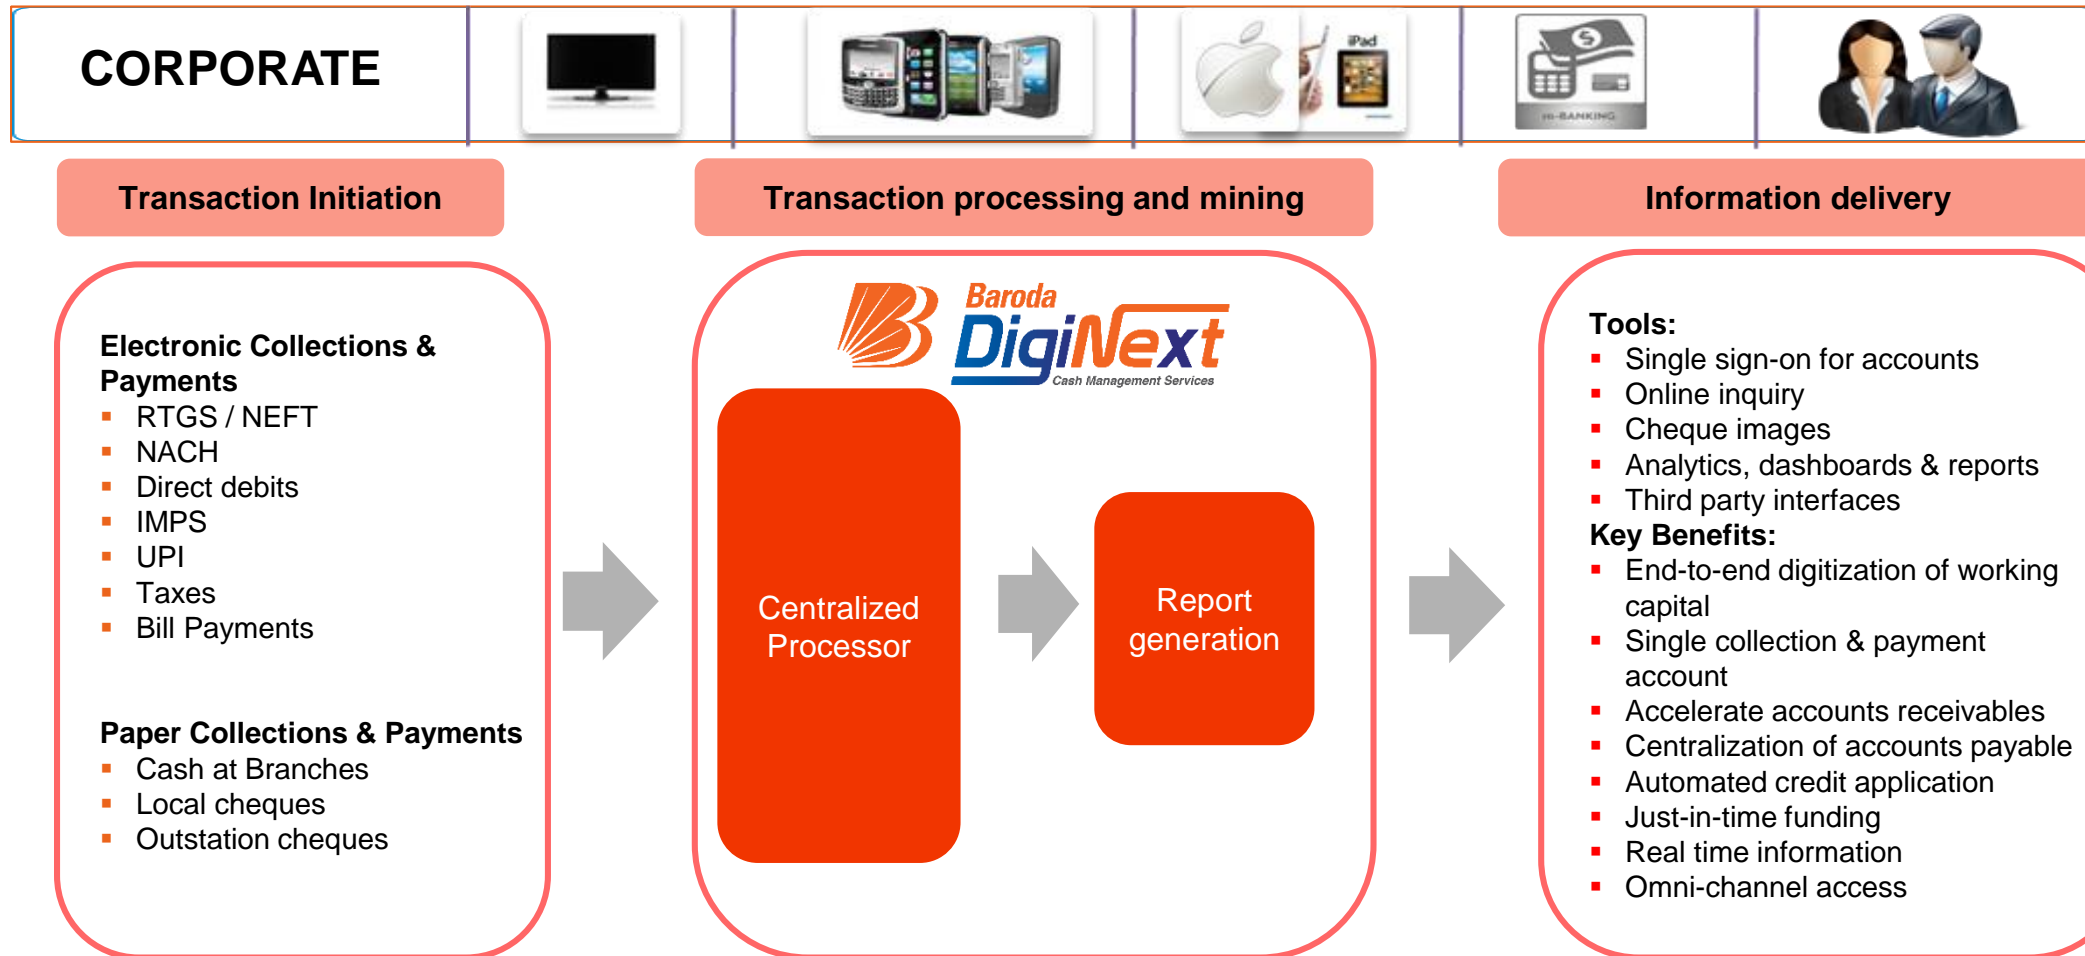 CORPORATE
iPad
m-BANKING
Transaction Initiation
Transaction processing and mining
Information delivery
Electronic Collections &
Payments
RTGS / NEFT
NACH
Direct debits
IMPS
UPI
Taxes
Bill Payments
Paper Collections & Payments
Cash at Branches
Local cheques
Outstation cheques
Baroda
DigiNext
Cash Management Services
Centralized
Processor
Report
generation
Tools:
Single sign-on for accounts
Online inquiry
Cheque images
Analytics, dashboards & reports
Third party interfaces
Key Benefits:
End-to-end digitization of working
capital
Single collection & payment
account
Accelerate accounts receivables
Centralization of accounts payable
Automated credit application
Just-in-time funding
Real time information
Omni-channel access